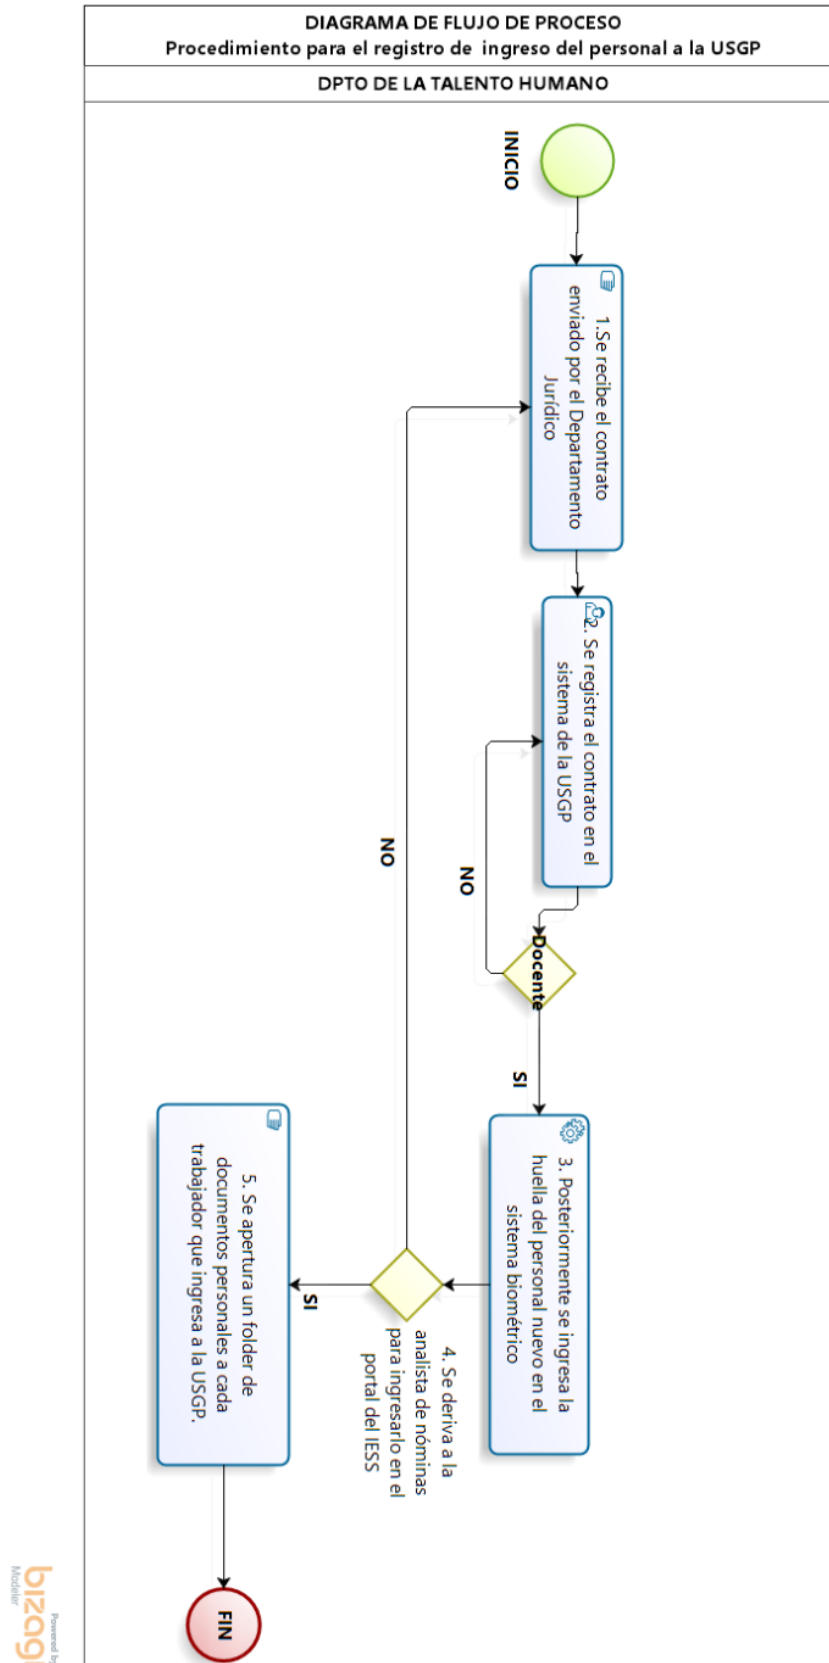 DIAGRAMA DE FLUJO DE PROCESO
Procedimiento para el registro de ingreso del personal a la USGP
DPTO DE LA TALENTO HUMANO
INICIO
1.Se recibe el contrato
enviado por el Departamento
Jurídico
2. Se registra el contrato en el
sistema de la USGP
NO
Docente
SI
3. Posteriormente se ingresa la
huella del personal nuevo en el
sistema biométrico
NO
4. Se deriva a la
analista de nóminas
para ingresarlo en el
portal del IESS
SI
5. Se apertura un folder de
documentos personales a cada
trabajador que ingresa a la USGP.
FIN
Powered by
bizagi
Modeler